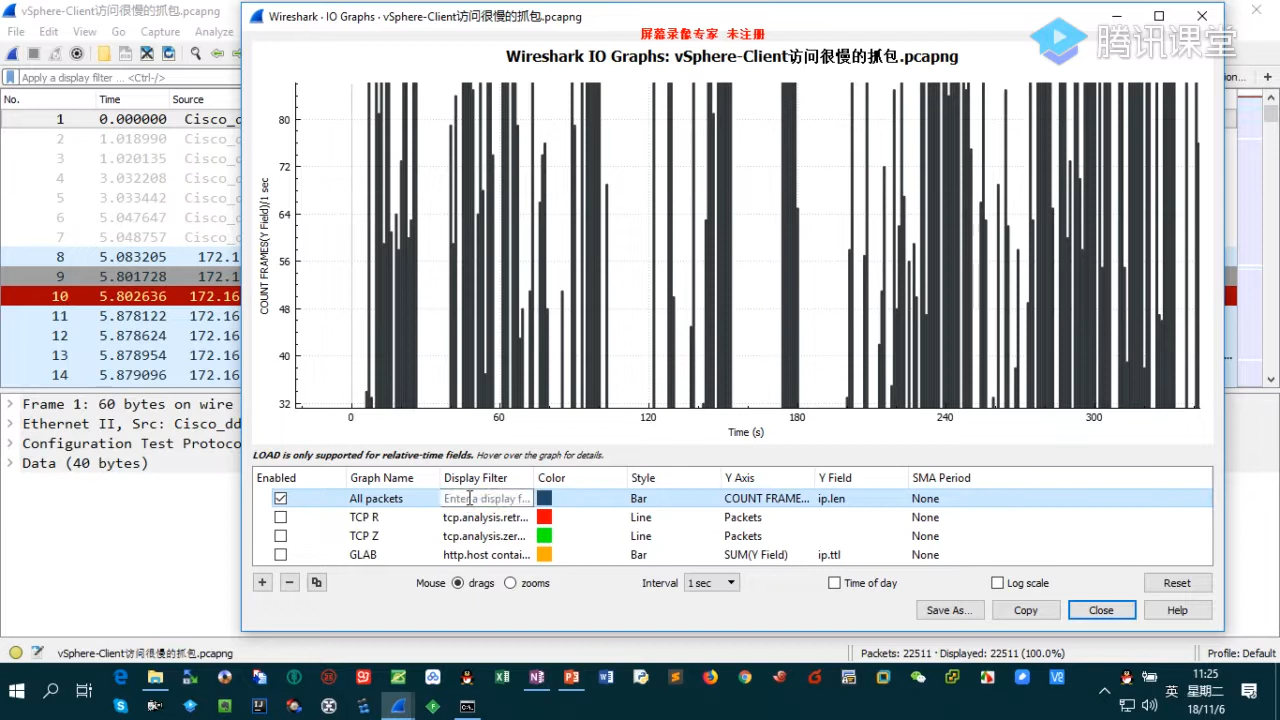 vSphere-Client访问很慢的抓包.pcapng
File Edit View Go Capture Analyze
Apply a display filter ... <Ctrl-/>
No. Time Source
1 0.000000 Cisco_d
2 1.018990 Cisco_d
3 1.020135 Cisco_d
4 3.032208 Cisco_d
5 3.033442 Cisco_d
6 5.047647 Cisco_d
7 5.048757 Cisco_d
8 5.083205 172.1
9 5.801728 172.1
10 5.802636 172.16
11 5.878122 172.16
12 5.878624 172.16
13 5.878954 172.16
14 5.879096 172.16
Frame 1: 60 bytes on wire
Ethernet II, Src: Cisco_dd
Configuration Test Protoco
Data (40 bytes)
Wireshark · IO Graphs · vSphere-Client访问很慢的抓包.pcapng
屏幕录像专家 未注册
腾讯课堂
Wireshark IO Graphs: vSphere-Client访问很慢的抓包.pcapng
COUNT FRAMES(Y Field)/1 sec
80
72
64
56
48
40
32
0 60 120 180 240 300
Time (s)
LOAD is only supported for relative-time fields. Hover over the graph for details.
Enabled Graph Name Display Filter Color Style Y Axis Y Field SMA Period
All packets Enter a display f... Bar COUNT FRAME... ip.len None
TCP R tcp.analysis.retr... Line Packets None
TCP Z tcp.analysis.zer... Line Packets None
GLAB http.host contai... Bar SUM(Y Field) ip.ttl None
Mouse drags zooms Interval 1 sec Time of day Log scale Reset
Save As... Copy Close Help
vSphere-Client访问很慢的抓包.pcapng
Packets: 22511 · Displayed: 22511 (100.0%)
Profile: Default
英
11:25
星期二
18/11/6